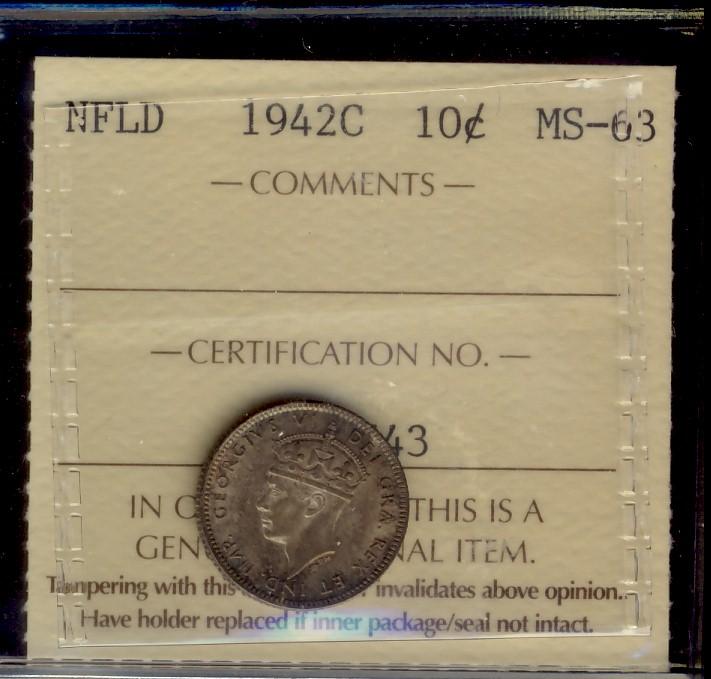 NFLD 1942C 10¢ MS-63
— COMMENTS —
— CERTIFICATION NO. —
43
IN THIS IS A
GEN NAL ITEM.
Tampering with this invalidates above opinion.
Have holder replaced if inner package/seal not intact.
GEORGIVS VI DEI GRA REX ET IND IMP